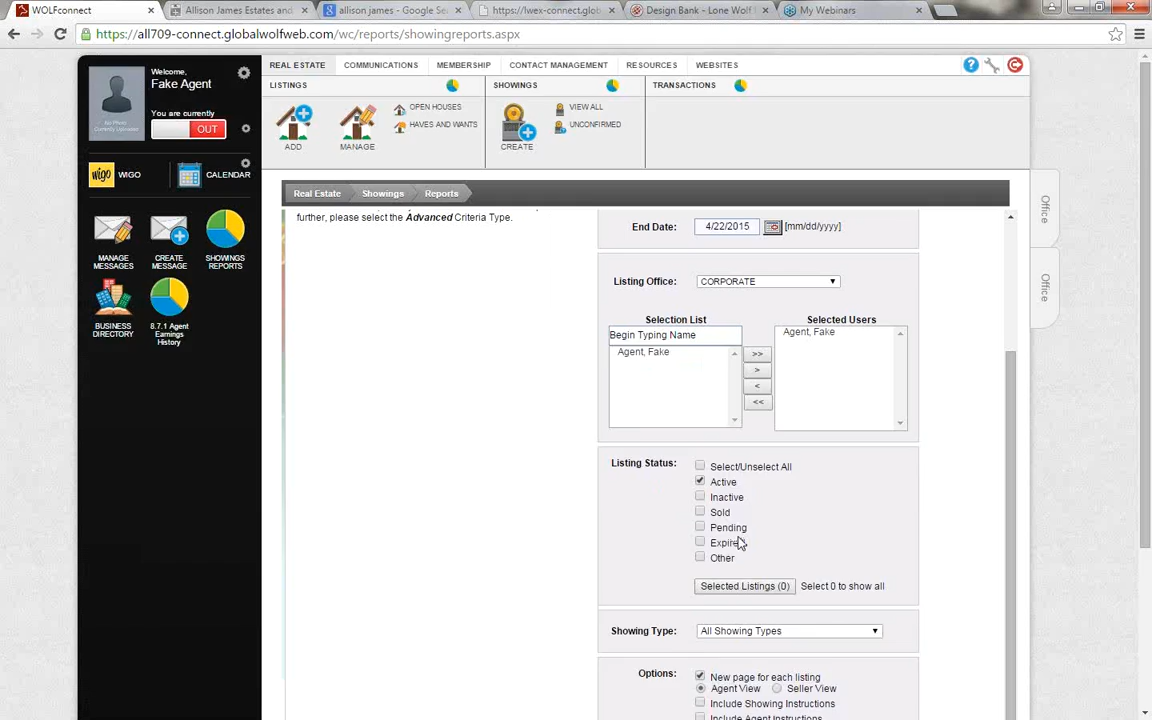 WOLFconnect
Allison James Estates and
allison james - Google Se
https://lwex-connect.glob
Design Bank - Lone Wolf
My Webinars
https://all709-connect.globalwolfweb.com/wc/reports/showingreports.aspx
Welcome,
Fake Agent
You are currently
OUT
WIGO
WIGO
CALENDAR
MANAGE MESSAGES
CREATE MESSAGE
SHOWINGS REPORTS
BUSINESS DIRECTORY
8.7.1 Agent Earnings History
REAL ESTATE
COMMUNICATIONS
MEMBERSHIP
CONTACT MANAGEMENT
RESOURCES
WEBSITES
LISTINGS
SHOWINGS
TRANSACTIONS
ADD
MANAGE
OPEN HOUSES
HAVES AND WANTS
CREATE
VIEW ALL
UNCONFIRMED
Real Estate
Showings
Reports
further, please select the Advanced Criteria Type.
End Date:
4/22/2015
[mm/dd/yyyy]
Listing Office:
CORPORATE
Selection List
Selected Users
Begin Typing Name
Agent, Fake
Agent, Fake
>>
>
<
<<
Listing Status:
Select/Unselect All
Active
Inactive
Sold
Pending
Expire
Other
Selected Listings (0)
Select 0 to show all
Showing Type:
All Showing Types
Options:
New page for each listing
Agent View
Seller View
Include Showing Instructions
Include Agent Instructions
Office
Office